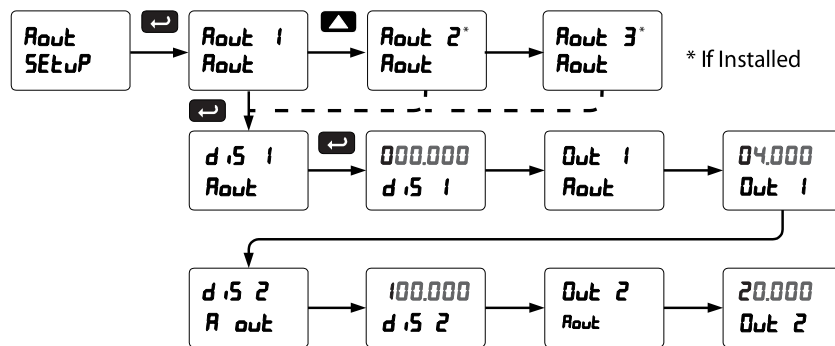 Aout
SEtuP
Aout 1
Aout
Aout 2*
Aout
Aout 3*
Aout
* If Installed
diS 1
Aout
000.000
diS 1
Out 1
Aout
04.000
Out 1
diS 2
A out
100.000
diS 2
Out 2
Aout
20.000
Out 2